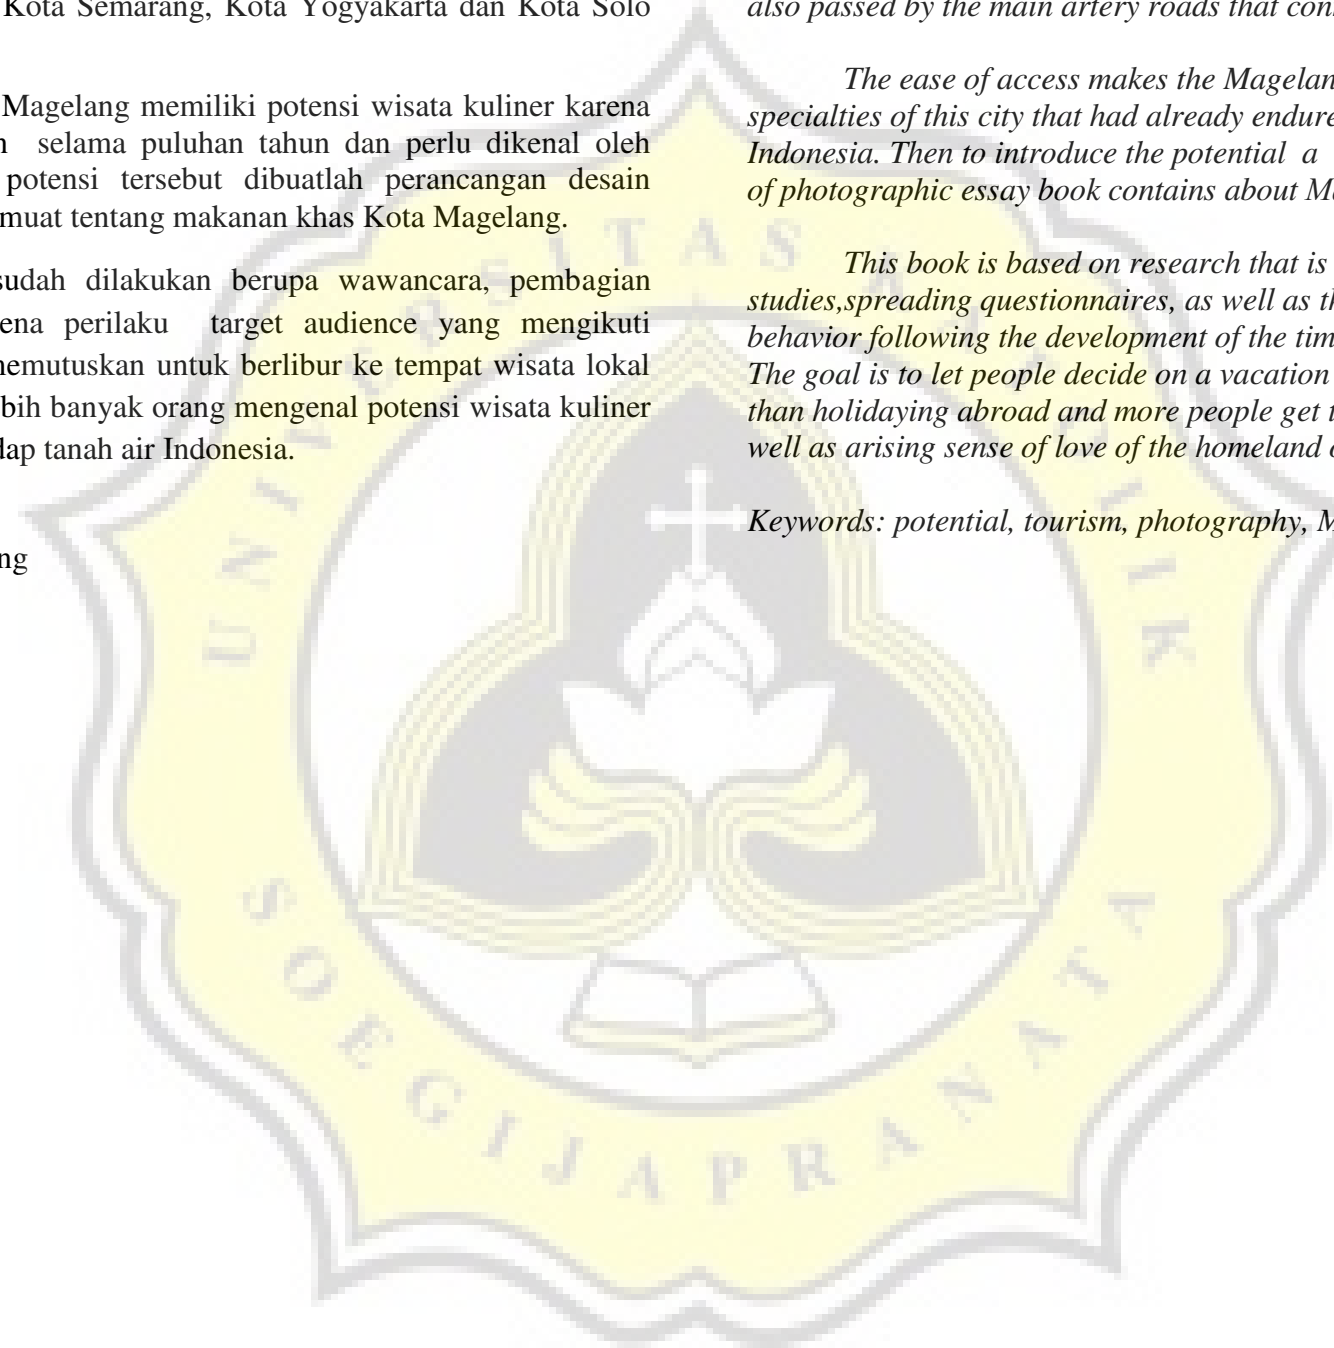 Kota Semarang, Kota Yogyakarta dan Kota Solo
Magelang memiliki potensi wisata kuliner karena
n selama puluhan tahun dan perlu dikenal oleh
potensi tersebut dibuatlah perancangan desain
muat tentang makanan khas Kota Magelang.
sudah dilakukan berupa wawancara, pembagian
ena perilaku target audience yang mengikuti
nemutuskan untuk berlibur ke tempat wisata lokal
bih banyak orang mengenal potensi wisata kuliner
dap tanah air Indonesia.
ng
also passed by the main artery roads that con
The ease of access makes the Magelan
specialties of this city that had already endure
Indonesia. Then to introduce the potential a
of photographic essay book contains about M
This book is based on research that is
studies,spreading questionnaires, as well as th
behavior following the development of the tim
The goal is to let people decide on a vacation
than holidaying abroad and more people get t
well as arising sense of love of the homeland o
Keywords: potential, tourism, photography, M
UNIVERSITAS KATOLIK
SOEGIJAPRANATA